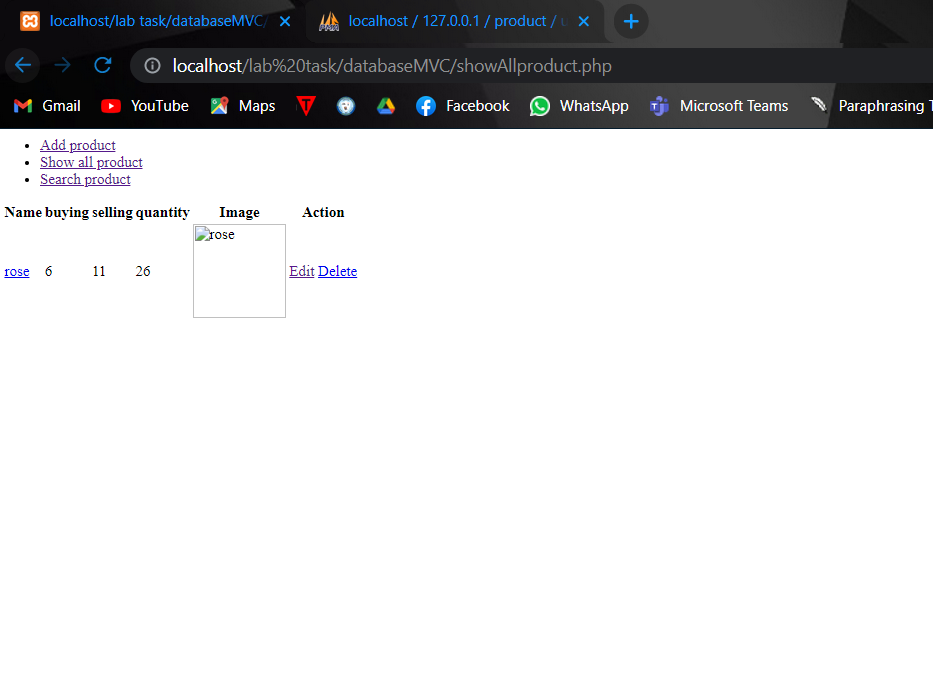 localhost/lab task/databaseMVC/
localhost / 127.0.0.1 / product /
localhost/lab%20task/databaseMVC/showAllproduct.php
Gmail YouTube Maps Facebook WhatsApp Microsoft Teams Paraphrasing T
Add product
Show all product
Search product
Name buying selling quantity Image Action
rose 6 11 26 rose Edit Delete